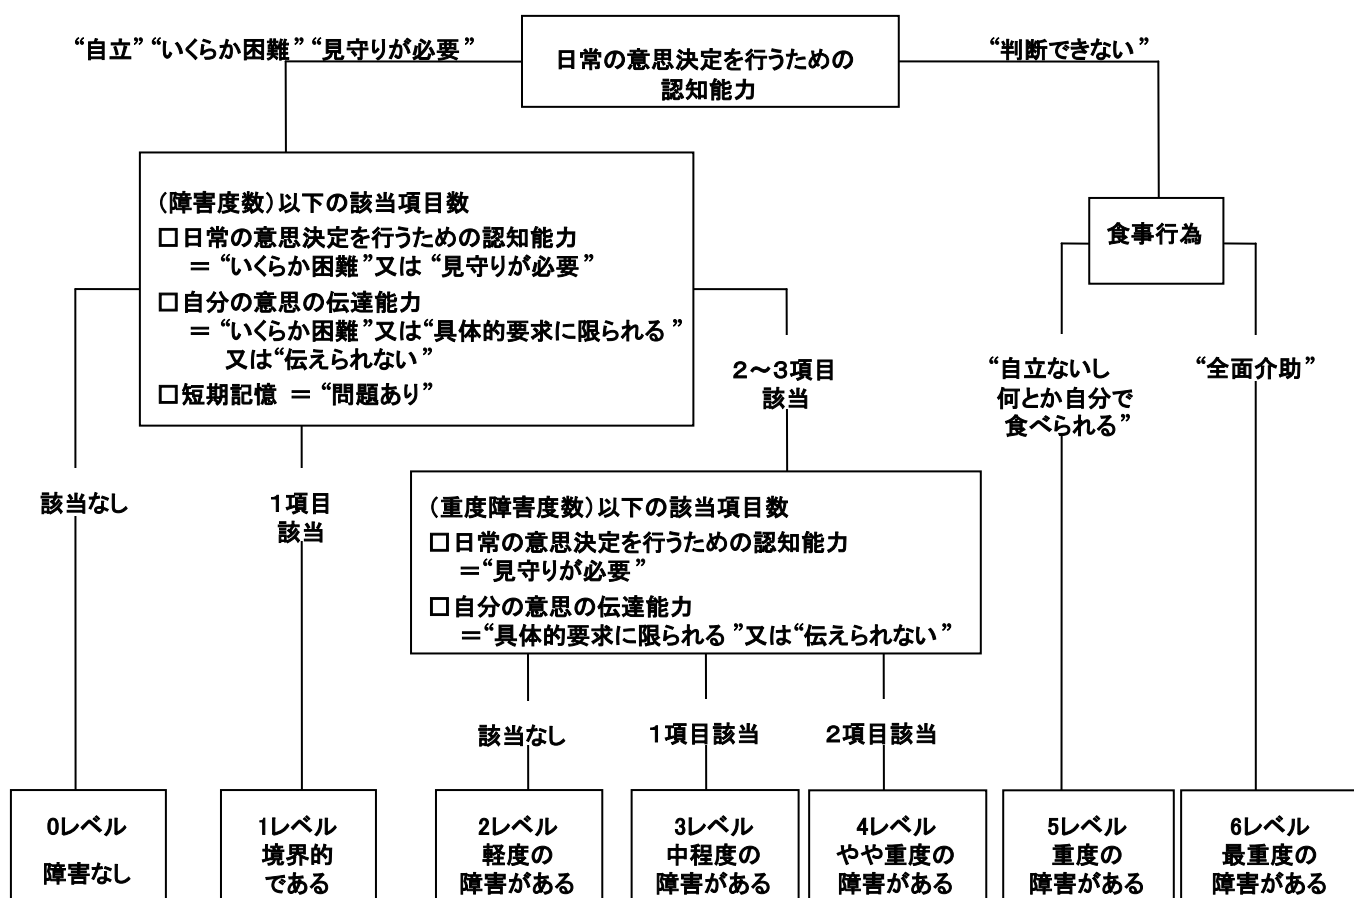 “自立” “いくらか困難” “見守りが必要”
日常の意思決定を行うための
認知能力
“判断できない”
（障害度数）以下の該当項目数
□日常の意思決定を行うための認知能力
＝ “いくらか困難”又は “見守りが必要”
□自分の意思の伝達能力
＝ “いくらか困難”又は“具体的要求に限られる”
又は“伝えられない”
□短期記憶 ＝ “問題あり”
食事行為
２～３項目
該当
“自立ないし
何とか自分で
食べられる”
“全面介助”
該当なし
１項目
該当
（重度障害度数）以下の該当項目数
□日常の意思決定を行うための認知能力
＝“見守りが必要”
□自分の意思の伝達能力
＝“具体的要求に限られる”又は“伝えられない”
該当なし
１項目該当
２項目該当
0レベル
障害なし
1レベル
境界的
である
2レベル
軽度の
障害がある
3レベル
中程度の
障害がある
4レベル
やや重度の
障害がある
5レベル
重度の
障害がある
6レベル
最重度の
障害がある